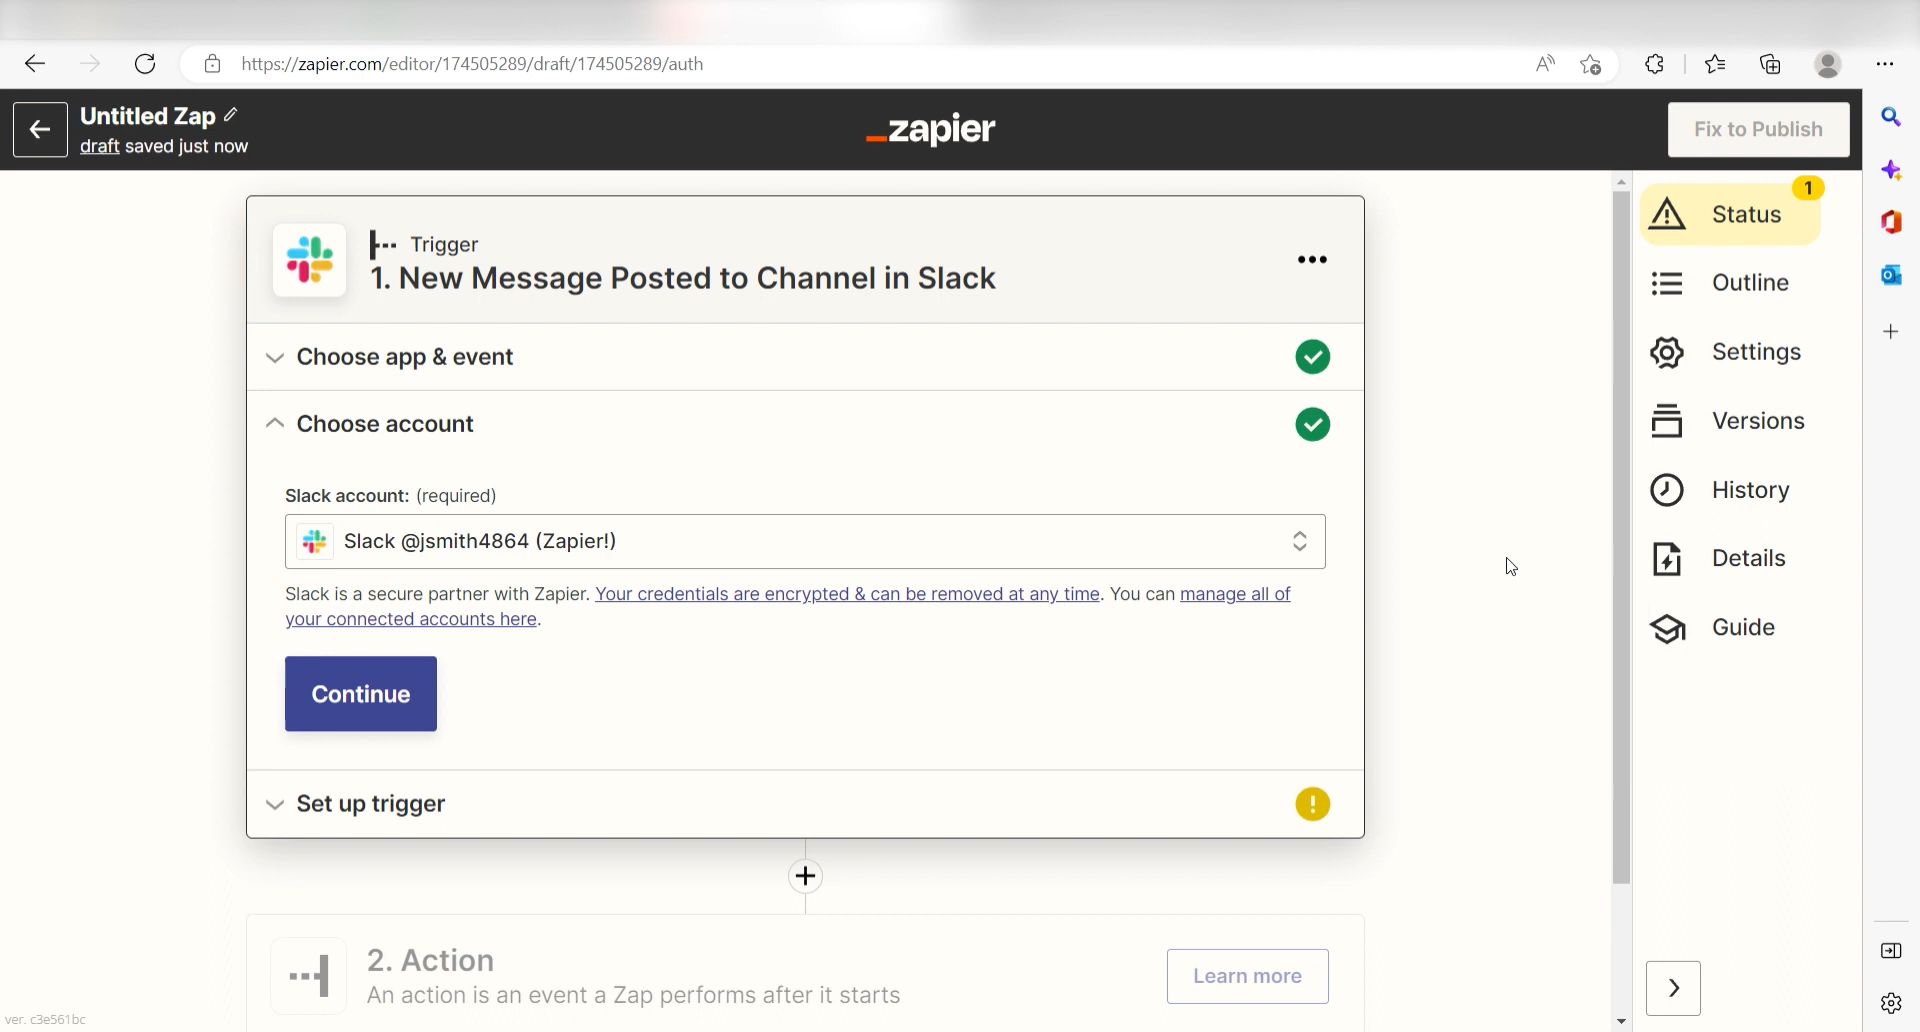 https://zapier.com/editor/174505289/draft/174505289/auth
Untitled Zap
draft saved just now
_zapier
Fix to Publish
1
Status
Outline
Settings
Versions
History
Details
Guide
Trigger
1. New Message Posted to Channel in Slack
Choose app & event
Choose account
Slack account: (required)
Slack @jsmith4864 (Zapier!)
Slack is a secure partner with Zapier. Your credentials are encrypted & can be removed at any time. You can manage all of
your connected accounts here.
Continue
Set up trigger
2. Action
An action is an event a Zap performs after it starts
Learn more
ver. c3e561bc